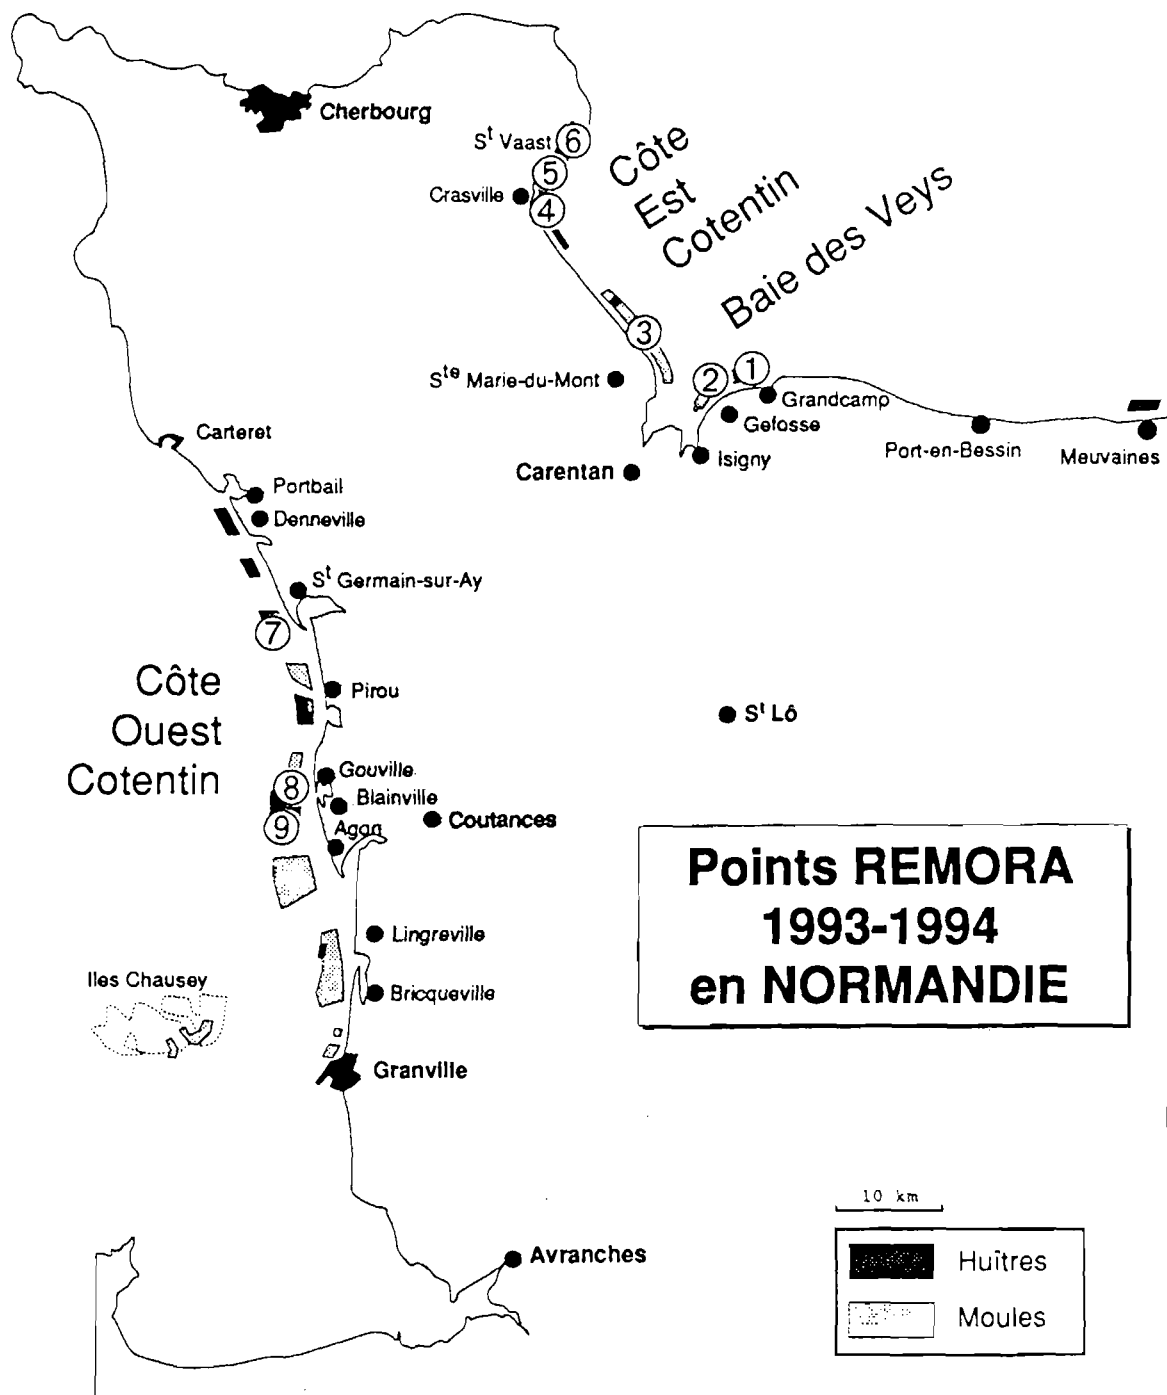 Cherbourg
St Vaast
6
5
Crasville
4
Côte
Est
Cotentin
Baie des Veys
3
Ste Marie-du-Mont
2
1
Grandcamp
Gefosse
Isigny
Carentan
Port-en-Bessin
Meuvaines
Carteret
Portbail
Denneville
St Germain-sur-Ay
7
Côte
Ouest
Cotentin
Pirou
St Lô
Gouville
8
Blainville
9
Agon
Coutances
Points REMORA
1993-1994
en NORMANDIE
Lingreville
Iles Chausey
Bricqueville
Granville
Avranches
10 km
Huîtres
Moules